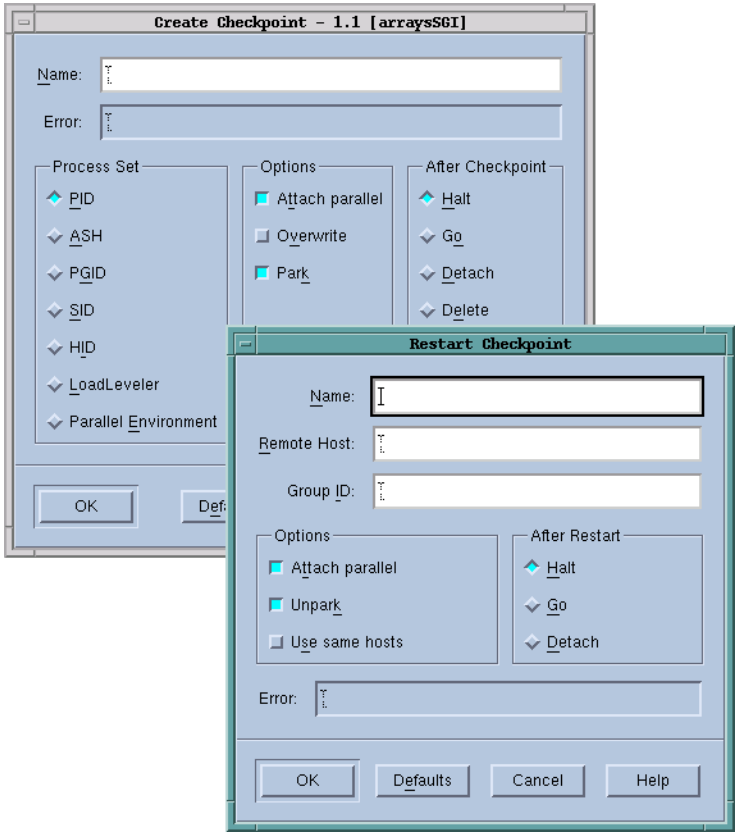 Create Checkpoint - 1.1 [arraysSGI]
Name:
Error:
Process Set
PID
ASH
PGID
SID
HID
LoadLeveler
Parallel Environment
Options
Attach parallel
Overwrite
Park
After Checkpoint
Halt
Go
Detach
Delete
OK
Restart Checkpoint
Name:
Remote Host:
Group ID:
Options
Attach parallel
Unpark
Use same hosts
After Restart
Halt
Go
Detach
Error:
OK
Defaults
Cancel
Help